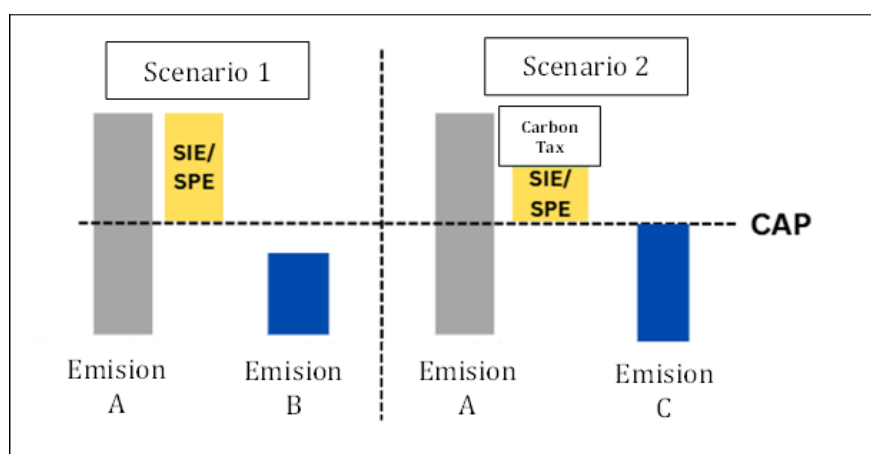 Scenario 1
Scenario 2
SIE/
SPE
Carbon
Tax
SIE/
SPE
CAP
Emision
A
Emision
B
Emision
A
Emision
C